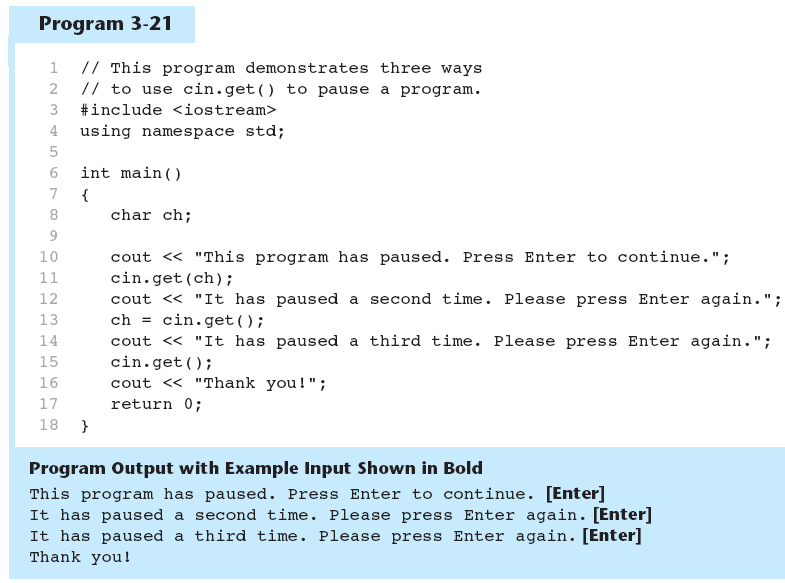 Program 3-21
1 // This program demonstrates three ways
2 // to use cin.get() to pause a program.
3 #include <iostream>
4 using namespace std;
5
6 int main()
7 {
8    char ch;
9
10    cout << "This program has paused. Press Enter to continue.";
11    cin.get(ch);
12    cout << "It has paused a second time. Please press Enter again.";
13    ch = cin.get();
14    cout << "It has paused a third time. Please press Enter again.";
15    cin.get();
16    cout << "Thank you!";
17    return 0;
18 }
Program Output with Example Input Shown in Bold
This program has paused. Press Enter to continue. [Enter]
It has paused a second time. Please press Enter again. [Enter]
It has paused a third time. Please press Enter again. [Enter]
Thank you!